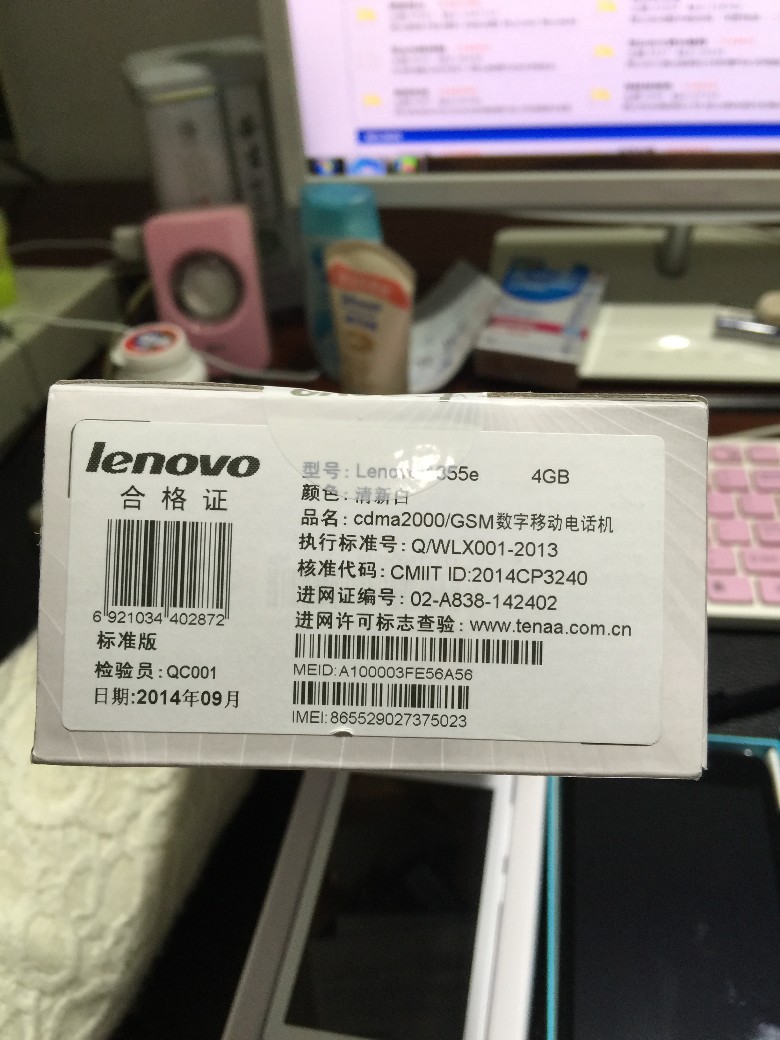 lenovo
合格证
6 921034 402872
标准版
检验员:QC001
日期:2014年09月
型号: 355e 4GB
颜色:清新白
品名:cdma2000/GSM数字移动电话机
执行标准号:Q/WLX001-2013
核准代码:CMIIT ID:2014CP3240
进网证编号:02-A838-142402
进网许可标志查验:www.tenaa.com.cn
MEID:A100003FE56A56
IMEI:865529027375023